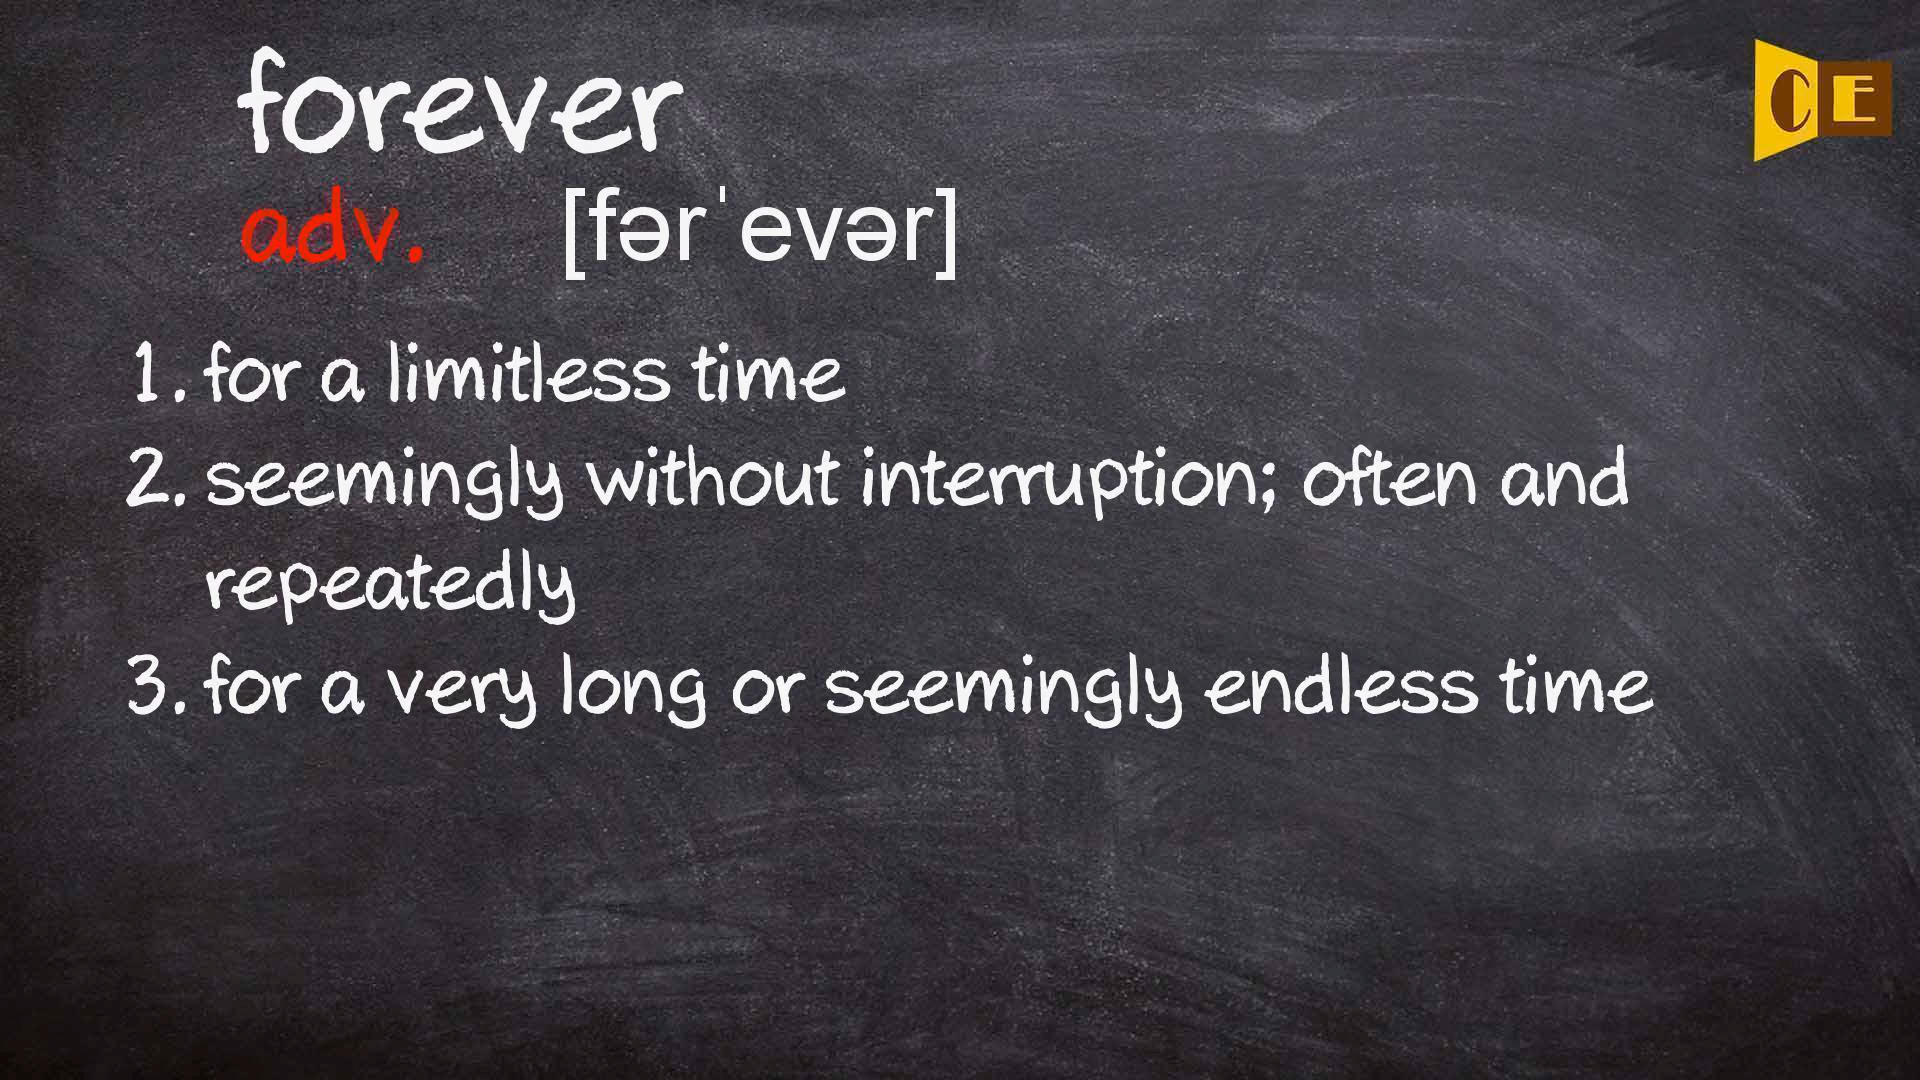 forever
CE
adv. [fərˈevər]
1. for a limitless time
2. seemingly without interruption; often and
repeatedly
3. for a very long or seemingly endless time